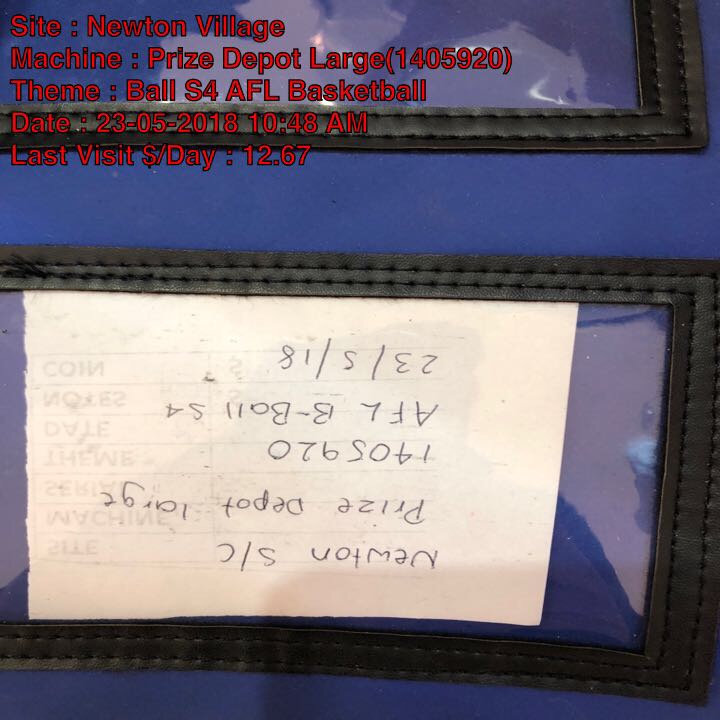 Site : Newton Village
Machine : Prize Depot Large(1405920)
Theme : Ball S4 AFL Basketball
Date : 23-05-2018 10:48 AM
Last Visit $/Day : 12.67
Newton S/C
Prize Depot large
1405920
AFL B-Ball S4
23/5/18
SITE
MACHINE
SERIAL
THEME
DATE
NOTES $
COIN $